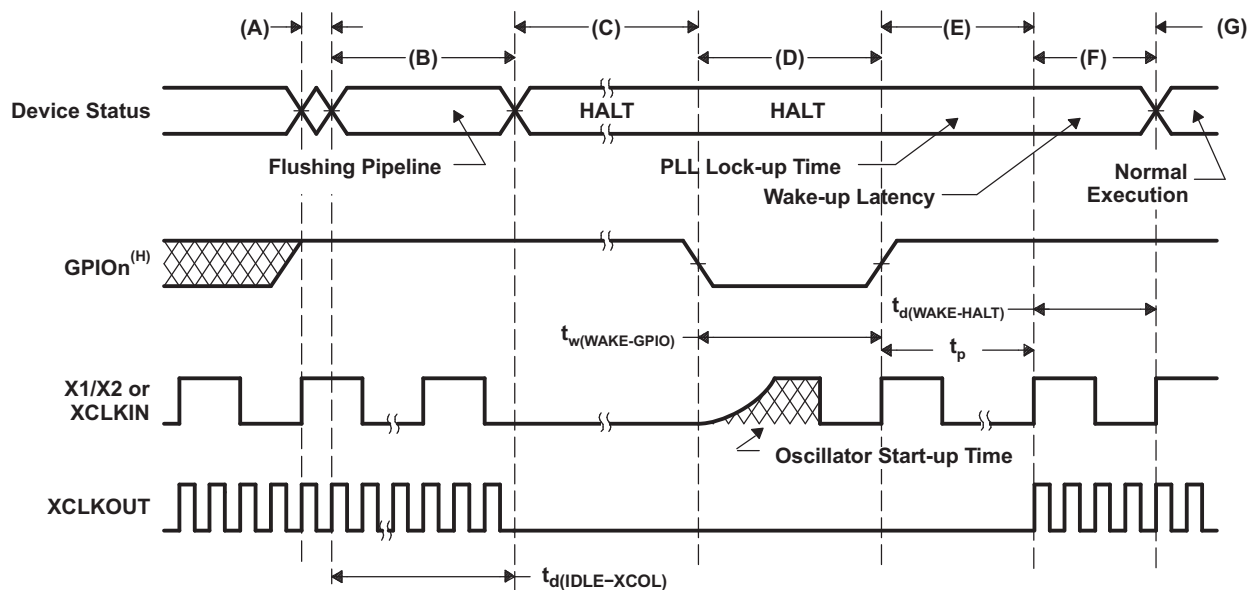 (A)
(C)
(E)
(G)
(B)
(D)
(F)
Device Status
HALT
HALT
Flushing Pipeline
PLL Lock-up Time
Wake-up Latency
Normal
Execution
GPIOn(H)
td(WAKE-HALT)
tw(WAKE-GPIO)
tp
X1/X2 or
XCLKIN
Oscillator Start-up Time
XCLKOUT
td(IDLE−XCOL)